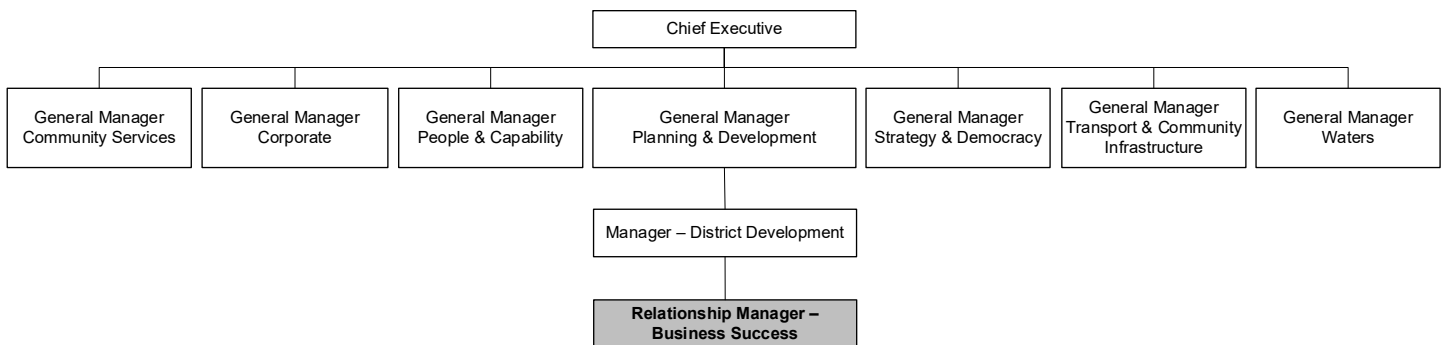 Chief Executive
General Manager
Community Services
General Manager
Corporate
General Manager
People & Capability
General Manager
Planning & Development
General Manager
Strategy & Democracy
General Manager
Transport & Community
Infrastructure
General Manager
Waters
Manager – District Development
Relationship Manager –
Business Success